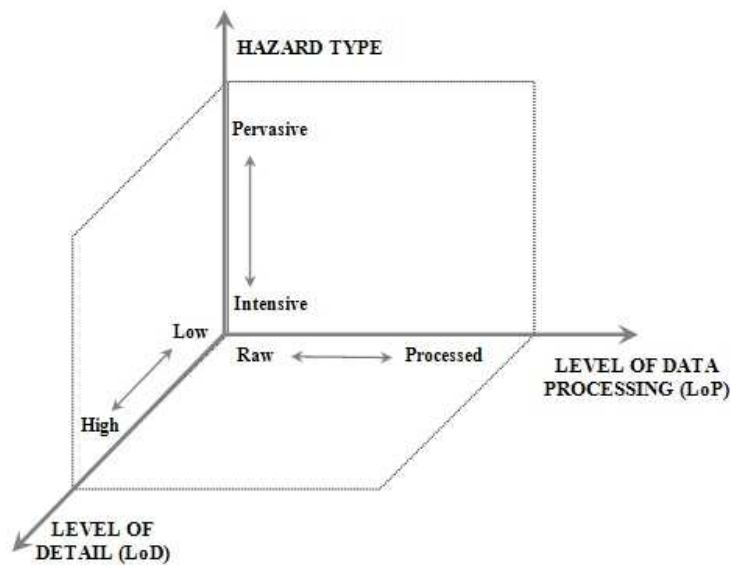 HAZARD TYPE
Pervasive
Intensive
Low
Raw
Processed
LEVEL OF DATA
PROCESSING (LoP)
High
LEVEL OF
DETAIL (LoD)